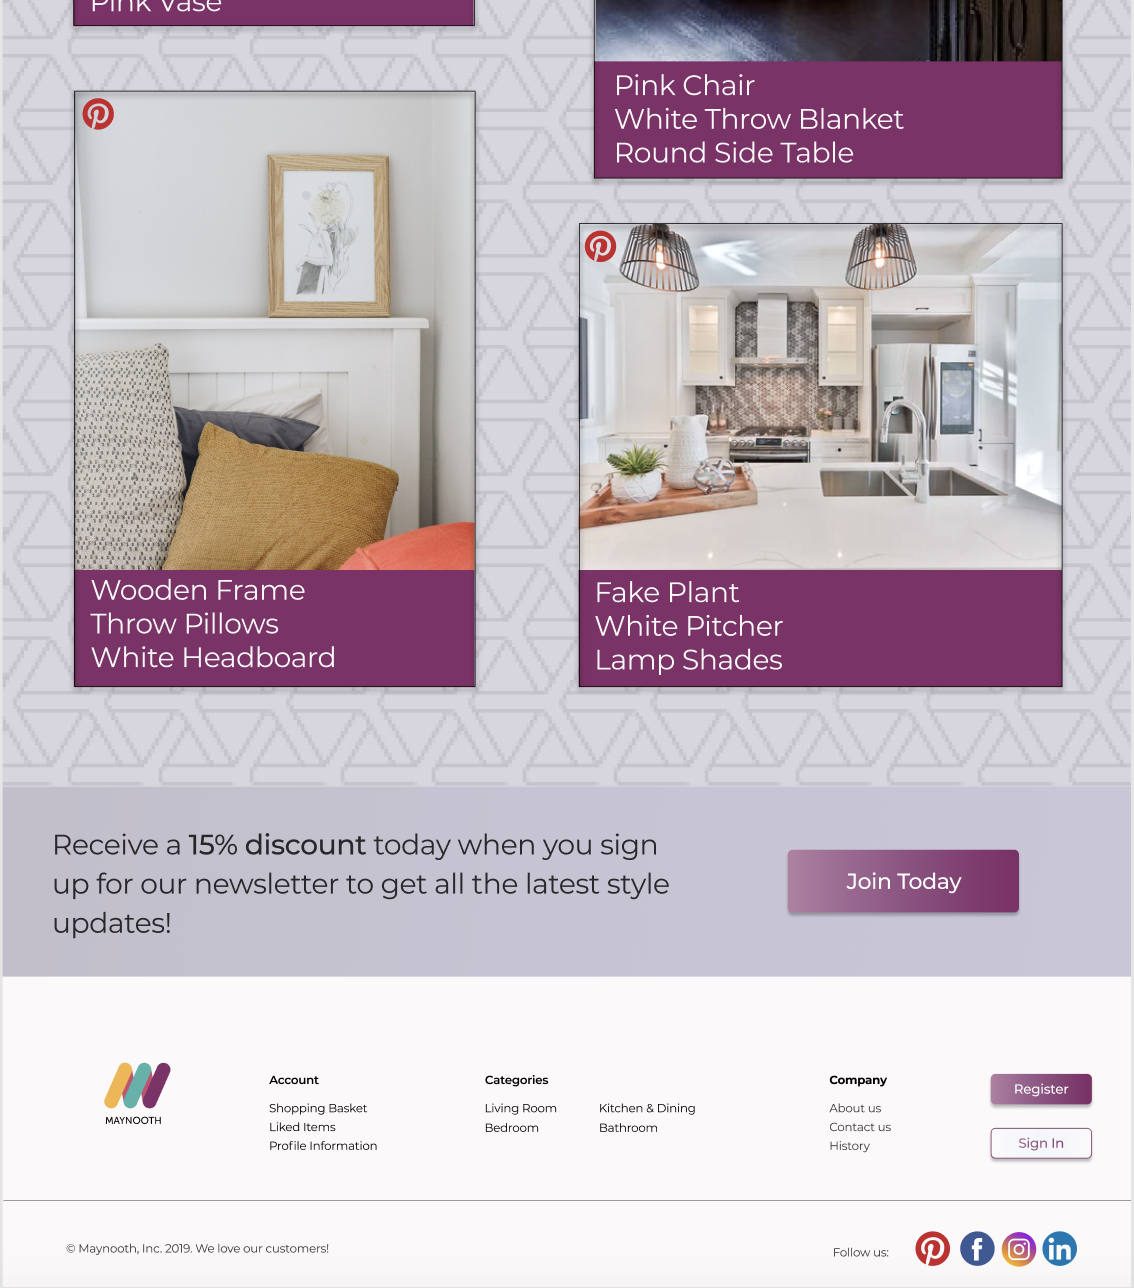 Pink Vase
Pink Chair
White Throw Blanket
Round Side Table
Wooden Frame
Throw Pillows
White Headboard
Fake Plant
White Pitcher
Lamp Shades
Receive a 15% discount today when you sign
up for our newsletter to get all the latest style
updates!
Join Today
MAYNOOTH
Account
Shopping Basket
Liked Items
Profile Information
Categories
Living Room
Bedroom
Kitchen & Dining
Bathroom
Company
About us
Contact us
History
Register
Sign In
© Maynooth, Inc. 2019. We love our customers!
Follow us: